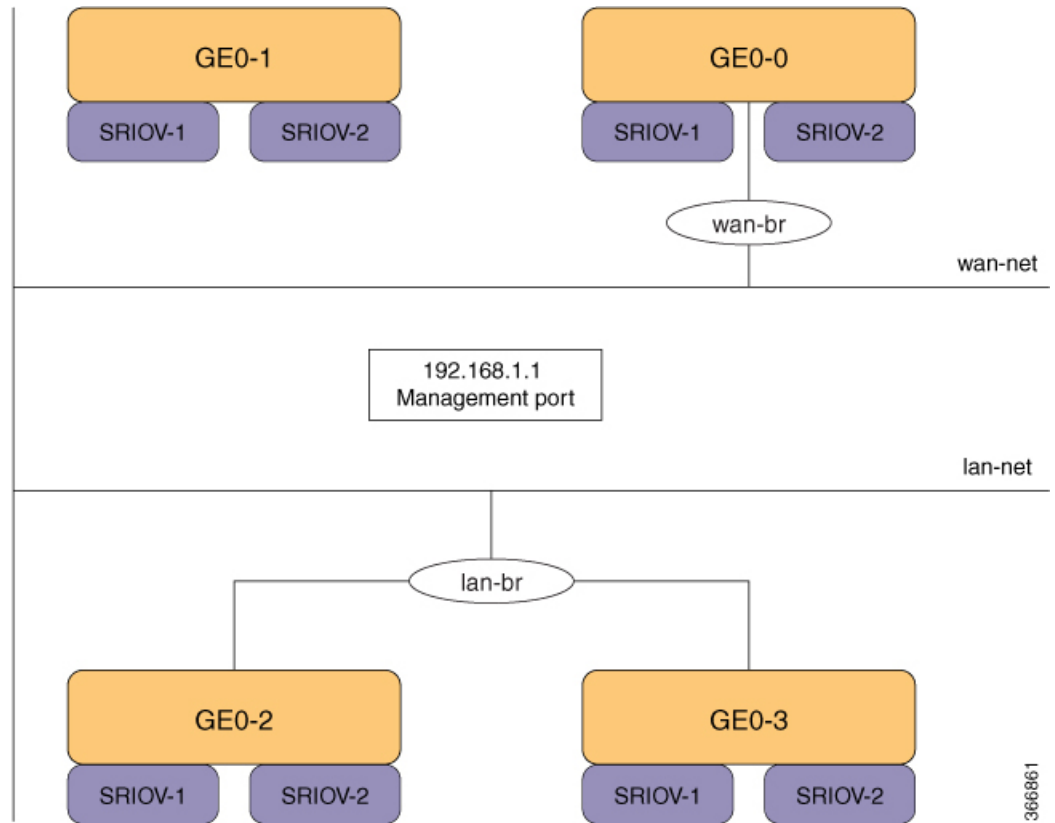 GE0-1
GE0-0
SRIOV-1
SRIOV-2
SRIOV-1
SRIOV-2
wan-br
wan-net
192.168.1.1
Management port
lan-net
lan-br
GE0-2
GE0-3
SRIOV-1
SRIOV-2
SRIOV-1
SRIOV-2
366861